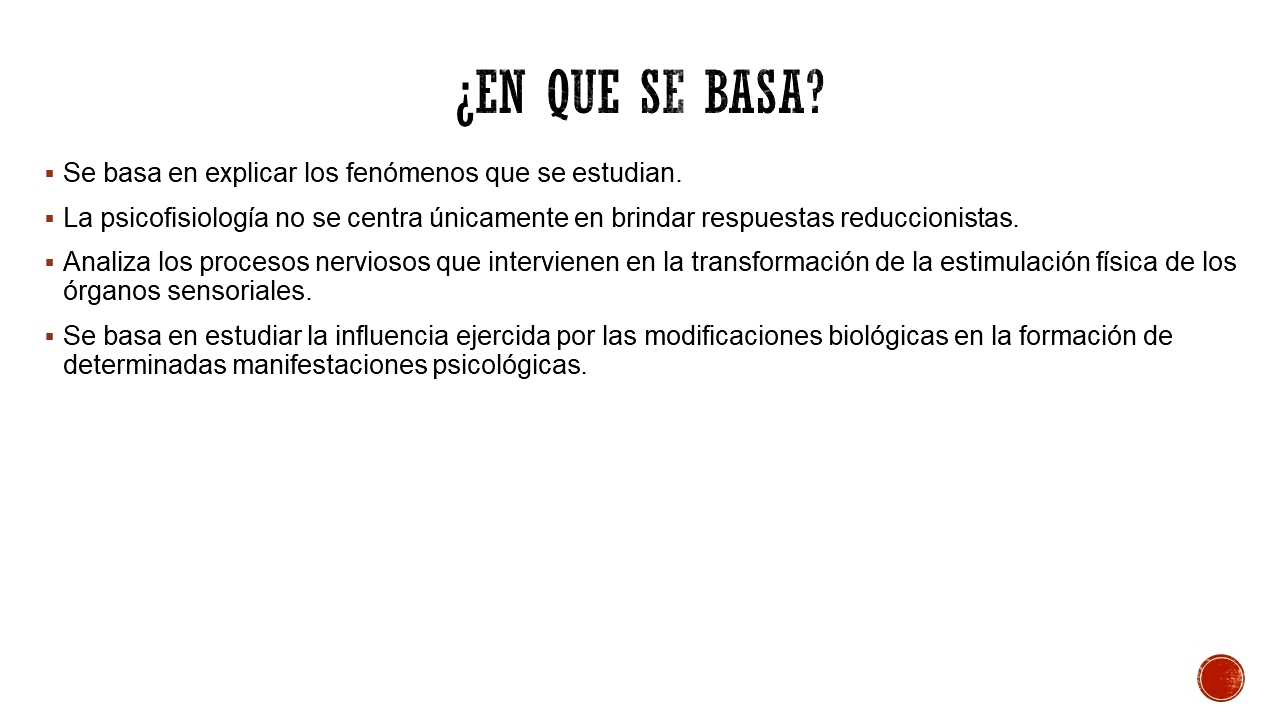 ¿EN QUE SE BASA?
▪ Se basa en explicar los fenómenos que se estudian.
▪ La psicofisiología no se centra únicamente en brindar respuestas reduccionistas.
▪ Analiza los procesos nerviosos que intervienen en la transformación de la estimulación física de los
órganos sensoriales.
▪ Se basa en estudiar la influencia ejercida por las modificaciones biológicas en la formación de
determinadas manifestaciones psicológicas.